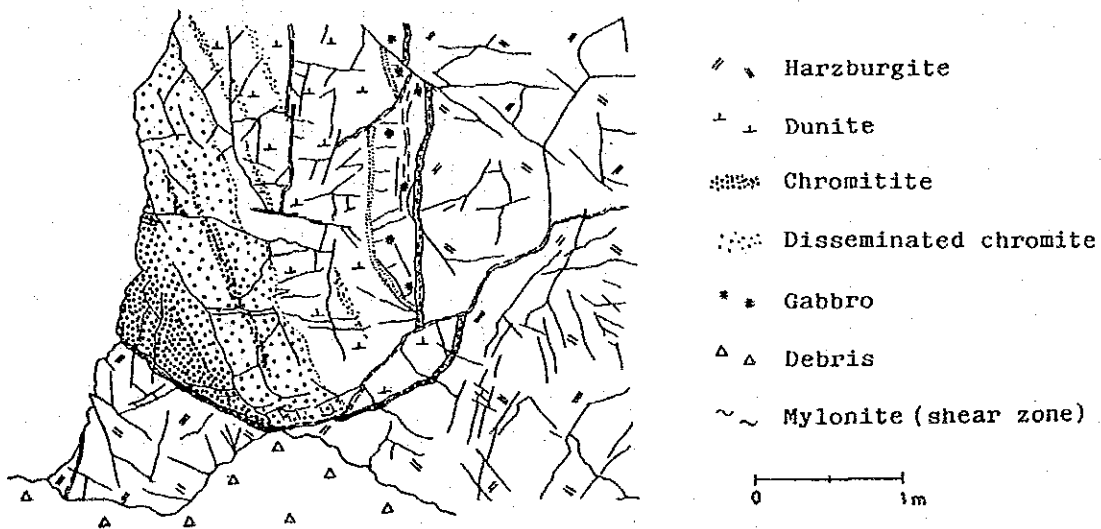 Harzburgite
Dunite
Chromitite
Disseminated chromite
Gabbro
Debris
Mylonite (shear zone)
0 1m